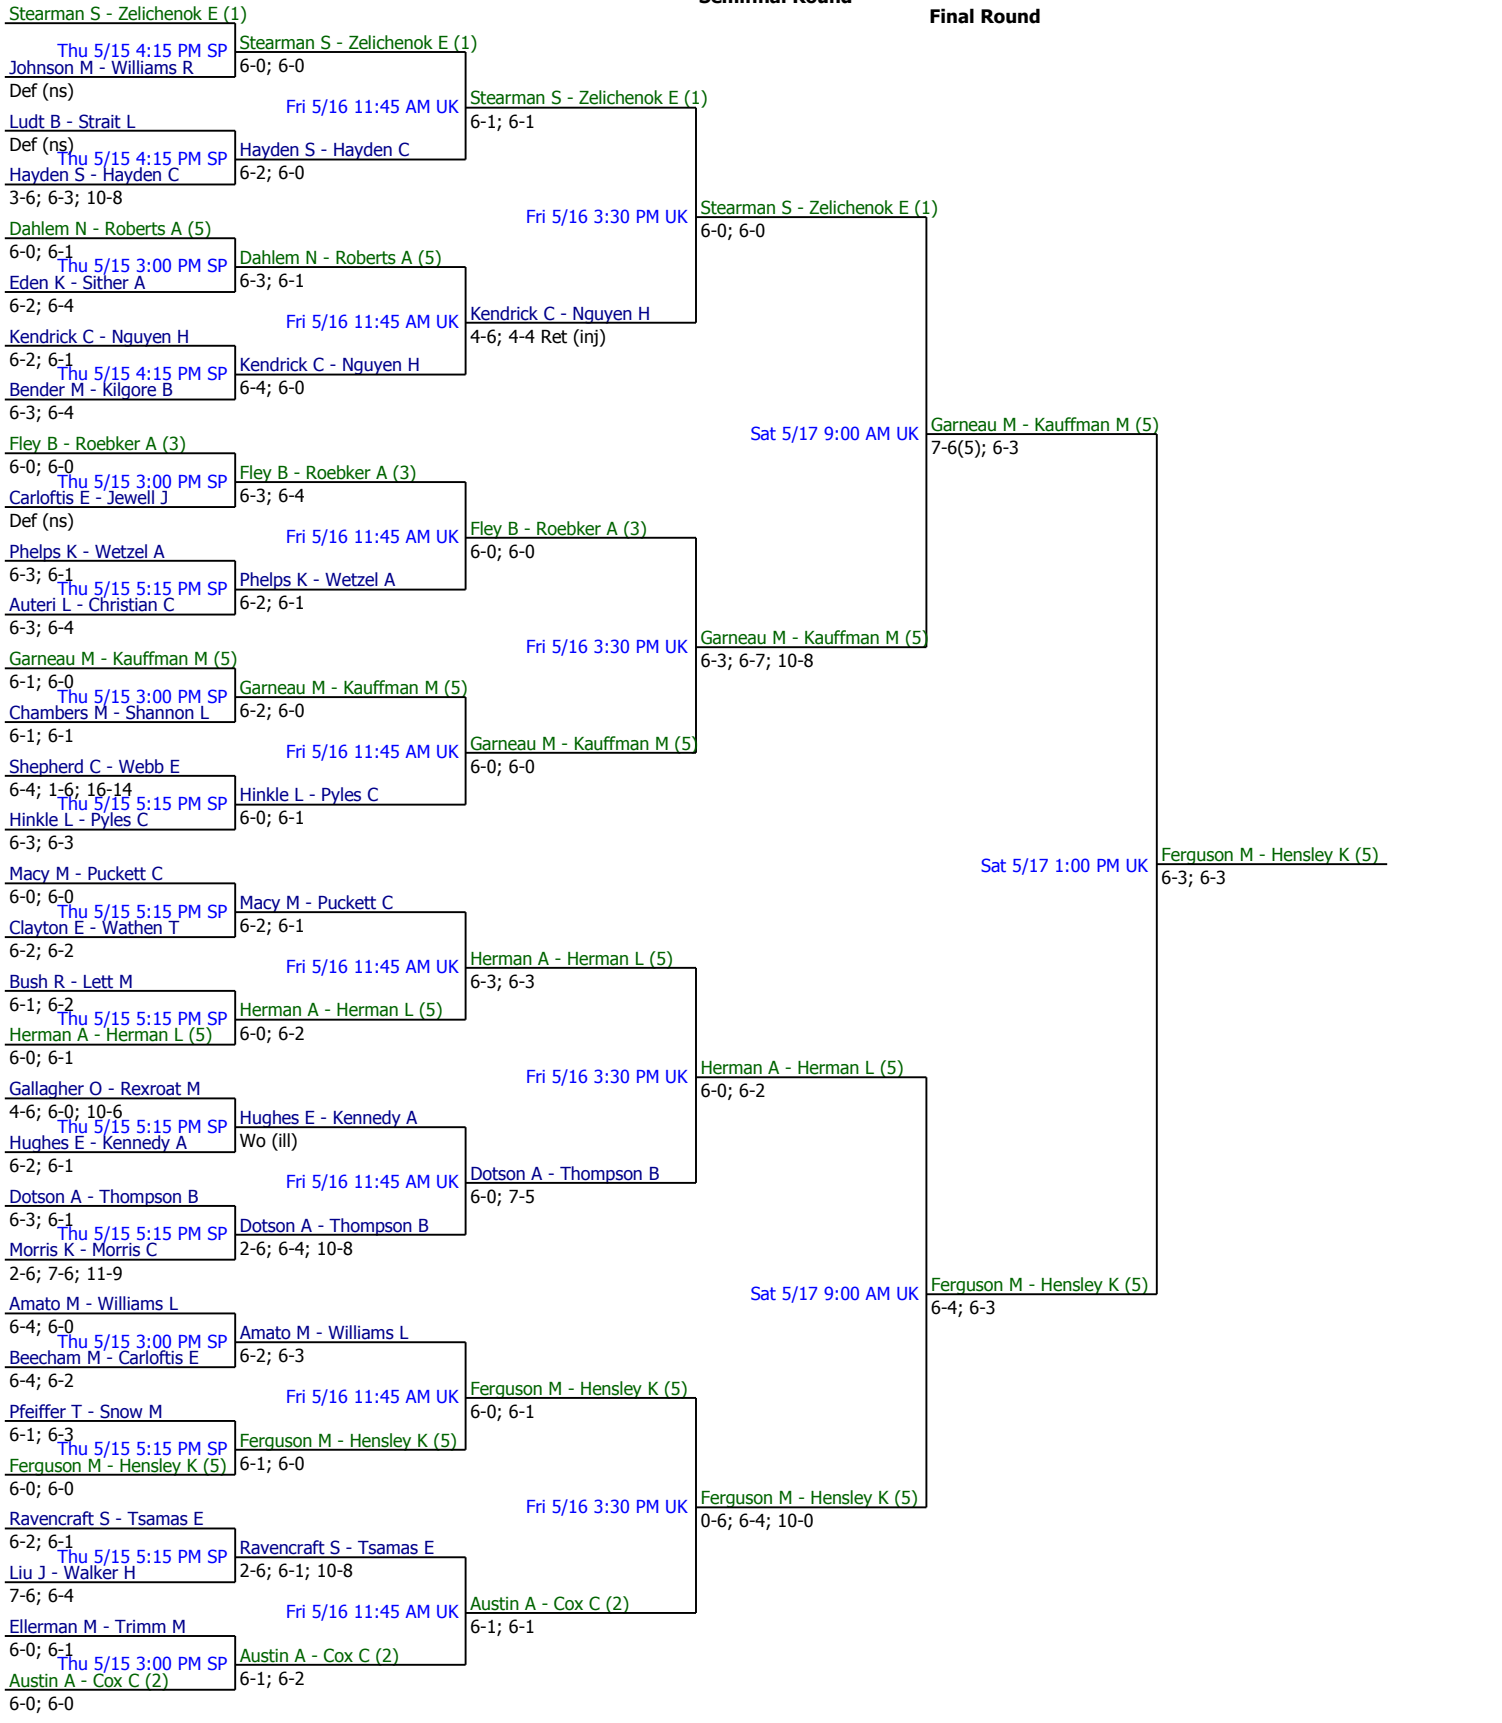 Semifinal Round
Final Round
Stearman S - Zelichenok E (1)
Thu 5/15 4:15 PM SP
Johnson M - Williams R
Def (ns)
Ludt B - Strait L
Def (ns)
Thu 5/15 4:15 PM SP
Hayden S - Hayden C
3-6; 6-3; 10-8
Dahlem N - Roberts A (5)
6-0; 6-1
Thu 5/15 3:00 PM SP
Eden K - Sither A
6-2; 6-4
Kendrick C - Nguyen H
6-2; 6-1
Thu 5/15 4:15 PM SP
Bender M - Kilgore B
6-3; 6-4
Fley B - Roebker A (3)
6-0; 6-0
Thu 5/15 3:00 PM SP
Carloftis E - Jewell J
Def (ns)
Phelps K - Wetzel A
6-3; 6-1
Thu 5/15 5:15 PM SP
Auteri L - Christian C
6-3; 6-4
Garneau M - Kauffman M (5)
6-1; 6-0
Thu 5/15 3:00 PM SP
Chambers M - Shannon L
6-1; 6-1
Shepherd C - Webb E
6-4; 1-6; 16-14
Thu 5/15 5:15 PM SP
Hinkle L - Pyles C
6-3; 6-3
Macy M - Puckett C
6-0; 6-0
Thu 5/15 5:15 PM SP
Clayton E - Wathen T
6-2; 6-2
Bush R - Lett M
6-1; 6-2
Thu 5/15 5:15 PM SP
Herman A - Herman L (5)
6-0; 6-1
Gallagher O - Rexroat M
4-6; 6-0; 10-6
Thu 5/15 5:15 PM SP
Hughes E - Kennedy A
6-2; 6-1
Dotson A - Thompson B
6-3; 6-1
Thu 5/15 5:15 PM SP
Morris K - Morris C
2-6; 7-6; 11-9
Amato M - Williams L
6-4; 6-0
Thu 5/15 3:00 PM SP
Beecham M - Carloftis E
6-4; 6-2
Pfeiffer T - Snow M
6-1; 6-3
Thu 5/15 5:15 PM SP
Ferguson M - Hensley K (5)
6-0; 6-0
Ravencraft S - Tsamas E
6-2; 6-1
Thu 5/15 5:15 PM SP
Liu J - Walker H
7-6; 6-4
Ellerman M - Trimm M
6-0; 6-1
Thu 5/15 3:00 PM SP
Austin A - Cox C (2)
6-0; 6-0
Stearman S - Zelichenok E (1)
6-0; 6-0
Fri 5/16 11:45 AM UK
Hayden S - Hayden C
6-2; 6-0
Dahlem N - Roberts A (5)
6-3; 6-1
Fri 5/16 11:45 AM UK
Kendrick C - Nguyen H
6-4; 6-0
Fley B - Roebker A (3)
6-3; 6-4
Fri 5/16 11:45 AM UK
Phelps K - Wetzel A
6-2; 6-1
Garneau M - Kauffman M (5)
6-2; 6-0
Fri 5/16 11:45 AM UK
Hinkle L - Pyles C
6-0; 6-1
Macy M - Puckett C
6-2; 6-1
Fri 5/16 11:45 AM UK
Herman A - Herman L (5)
6-0; 6-2
Hughes E - Kennedy A
Wo (ill)
Fri 5/16 11:45 AM UK
Dotson A - Thompson B
2-6; 6-4; 10-8
Amato M - Williams L
6-2; 6-3
Fri 5/16 11:45 AM UK
Ferguson M - Hensley K (5)
6-1; 6-0
Ravencraft S - Tsamas E
2-6; 6-1; 10-8
Fri 5/16 11:45 AM UK
Austin A - Cox C (2)
6-1; 6-2
Stearman S - Zelichenok E (1)
6-1; 6-1
Fri 5/16 3:30 PM UK
Kendrick C - Nguyen H
4-6; 4-4 Ret (inj)
Fley B - Roebker A (3)
6-0; 6-0
Fri 5/16 3:30 PM UK
Garneau M - Kauffman M (5)
6-0; 6-0
Herman A - Herman L (5)
6-3; 6-3
Fri 5/16 3:30 PM UK
Dotson A - Thompson B
6-0; 7-5
Ferguson M - Hensley K (5)
6-0; 6-1
Fri 5/16 3:30 PM UK
Austin A - Cox C (2)
6-1; 6-1
Stearman S - Zelichenok E (1)
6-0; 6-0
Sat 5/17 9:00 AM UK
Garneau M - Kauffman M (5)
6-3; 6-7; 10-8
Herman A - Herman L (5)
6-0; 6-2
Sat 5/17 9:00 AM UK
Ferguson M - Hensley K (5)
0-6; 6-4; 10-0
Garneau M - Kauffman M (5)
7-6(5); 6-3
Sat 5/17 1:00 PM UK
Ferguson M - Hensley K (5)
6-4; 6-3
Ferguson M - Hensley K (5)
6-3; 6-3